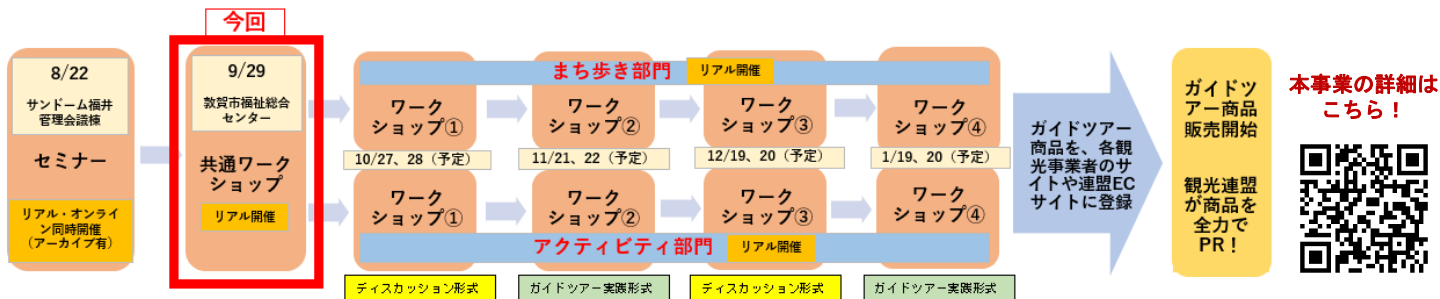 今回
8/22
サンドーム福井
管理会議棟
セミナー
リアル・オンライ
ン同時開催
（アーカイブ有）
9/29
敦賀市福祉総合
センター
共通ワーク
ショップ
リアル開催
まち歩き部門
リアル開催
ワーク
ショップ①
ワーク
ショップ②
ワーク
ショップ③
ワーク
ショップ④
10/27、28（予定）
11/21、22（予定）
12/19、20（予定）
1/19、20（予定）
ワーク
ショップ①
ワーク
ショップ②
ワーク
ショップ③
ワーク
ショップ④
アクティビティ部門
リアル開催
ディスカッション形式
ガイドツアー実践形式
ディスカッション形式
ガイドツアー実践形式
ガイドツアー
商品を、各観
光事業者のサ
イトや連盟EC
サイトに登録
ガイドツ
アー商品
販売開始
観光連盟
が商品を
全力で
PR！
本事業の詳細は
こちら！